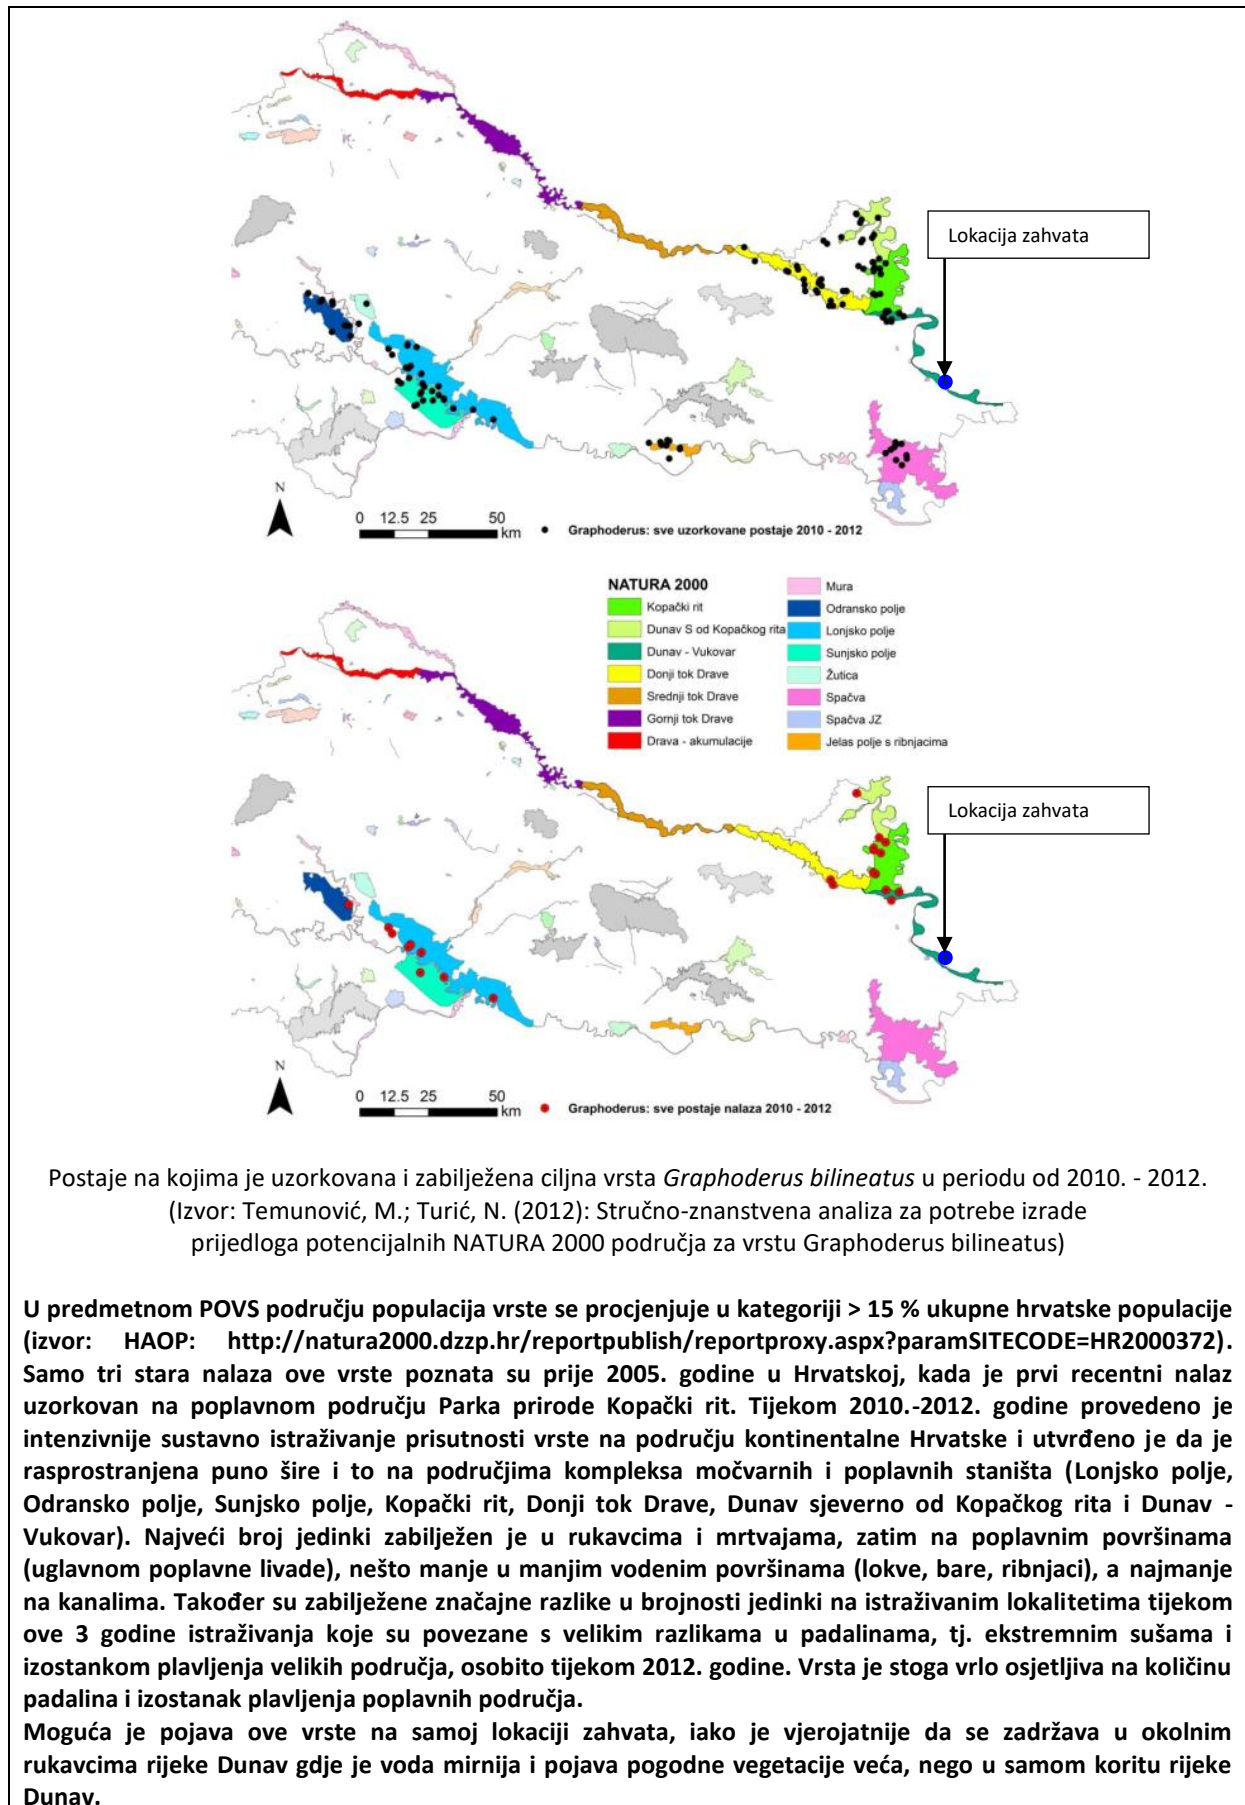 Lokacija zahvata
N
0 12.5 25 50
km
Graphoderus: sve uzorkovane postaje 2010 - 2012
NATURA 2000
Kopački rit
Dunav S od Kopačkog rita
Dunav - Vukovar
Donji tok Drave
Srednji tok Drave
Gornji tok Drave
Drava - akumulacije
Mura
Odransko polje
Lonjsko polje
Sunjsko polje
Žutica
Spačva
Spačva JZ
Jelas polje s ribnjacima
Lokacija zahvata
N
0 12.5 25 50
km
Graphoderus: sve postaje nalaza 2010 - 2012
Postaje na kojima je uzorkovana i zabilježena ciljna vrsta Graphoderus bilineatus u periodu od 2010. - 2012.
(Izvor: Temunović, M.; Turić, N. (2012): Stručno-znanstvena analiza za potrebe izrade
prijedloga potencijalnih NATURA 2000 područja za vrstu Graphoderus bilineatus)
U predmetnom POVS području populacija vrste se procjenjuje u kategoriji > 15 % ukupne hrvatske populacije
(izvor: HAOP: http://natura2000.dzzp.hr/reportpublish/reportproxy.aspx?paramSITECODE=HR2000372).
Samo tri stara nalaza ove vrste poznata su prije 2005. godine u Hrvatskoj, kada je prvi recentni nalaz
uzorkovan na poplavnom području Parka prirode Kopački rit. Tijekom 2010.-2012. godine provedeno je
intenzivnije sustavno istraživanje prisutnosti vrste na području kontinentalne Hrvatske i utvrđeno je da je
rasprostranjena puno šire i to na područjima kompleksa močvarnih i poplavnih staništa (Lonjsko polje,
Odransko polje, Sunjsko polje, Kopački rit, Donji tok Drave, Dunav sjeverno od Kopačkog rita i Dunav -
Vukovar). Najveći broj jedinki zabilježen je u rukavcima i mrtvajama, zatim na poplavnim površinama
(uglavnom poplavne livade), nešto manje u manjim vodenim površinama (lokve, bare, ribnjaci), a najmanje
na kanalima. Također su zabilježene značajne razlike u brojnosti jedinki na istraživanim lokalitetima tijekom
ove 3 godine istraživanja koje su povezane s velikim razlikama u padalinama, tj. ekstremnim sušama i
izostankom plavljenja velikih područja, osobito tijekom 2012. godine. Vrsta je stoga vrlo osjetljiva na količinu
padalina i izostanak plavljenja poplavnih područja.
Moguća je pojava ove vrste na samoj lokaciji zahvata, iako je vjerojatnije da se zadržava u okolnim
rukavcima rijeke Dunav gdje je voda mirnija i pojava pogodne vegetacije veća, nego u samom koritu rijeke
Dunav.